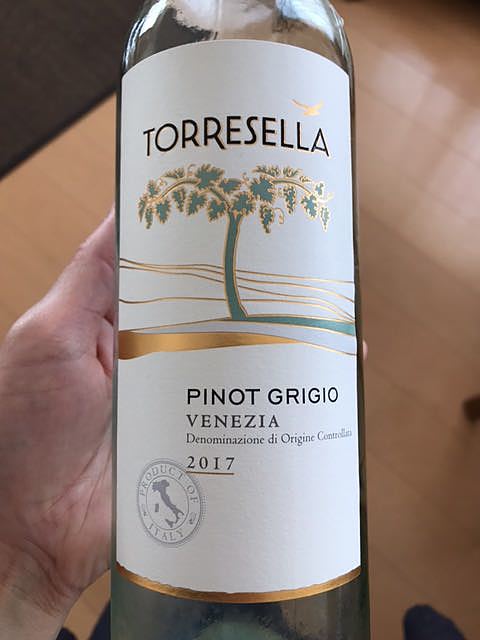 TORRESELLA
PINOT GRIGIO
VENEZIA
Denominazione di Origine Controllata
2017
PRODUCT OF
ITALY